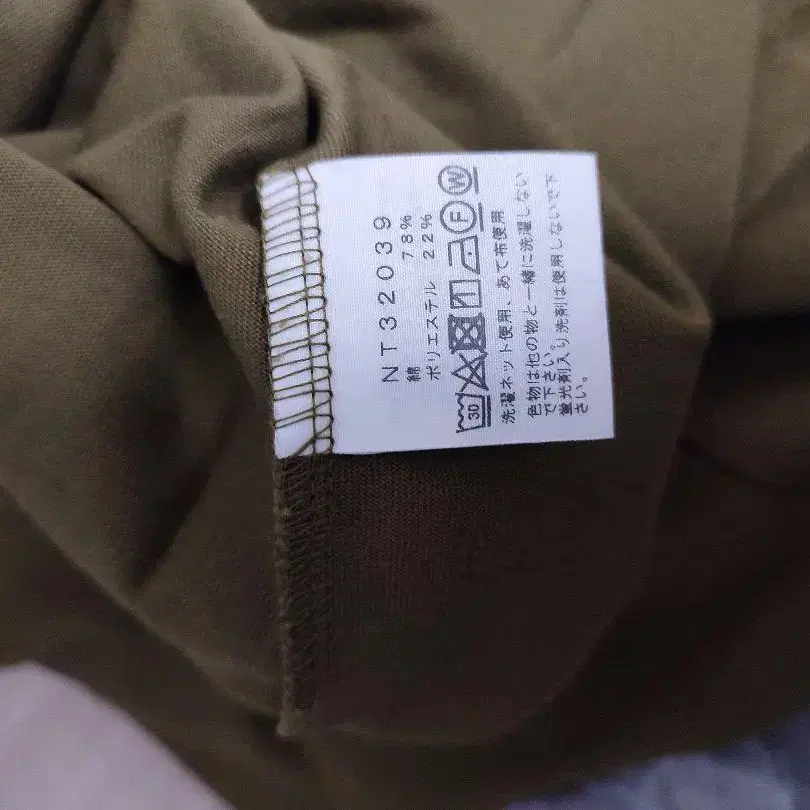 NT32039
綿 78%
ポリエステル 22%
30 F W
洗濯ネット使用、あて布使用
色物は他の物と一緒に洗濯しない
で下さい。
蛍光剤入り洗剤は使用しないで下
さい。